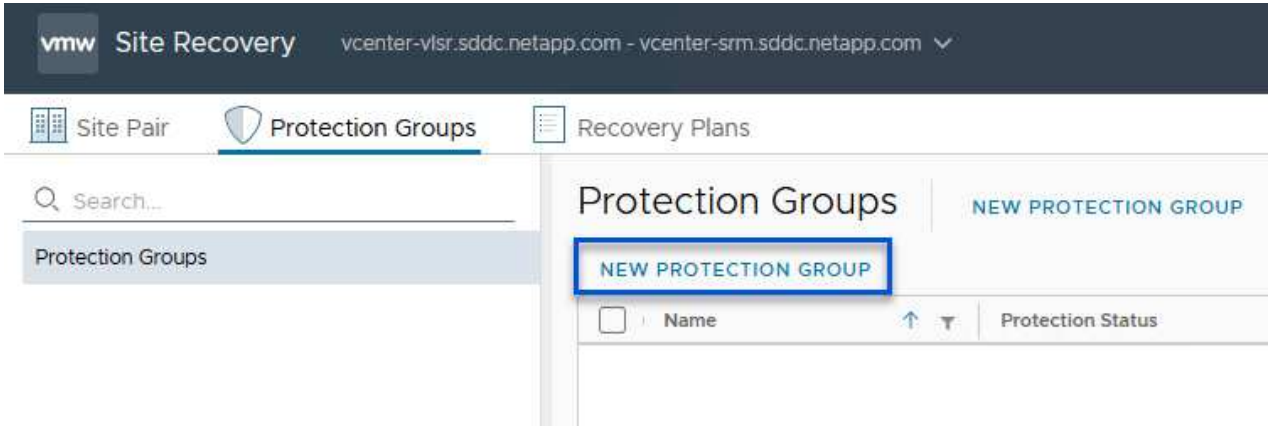 vmw Site Recovery vcenter-vlsr.sddc.netapp.com - vcenter-srm.sddc.netapp.com
Site Pair Protection Groups Recovery Plans
Search...
Protection Groups
Protection Groups NEW PROTECTION GROUP
NEW PROTECTION GROUP
Name Protection Status